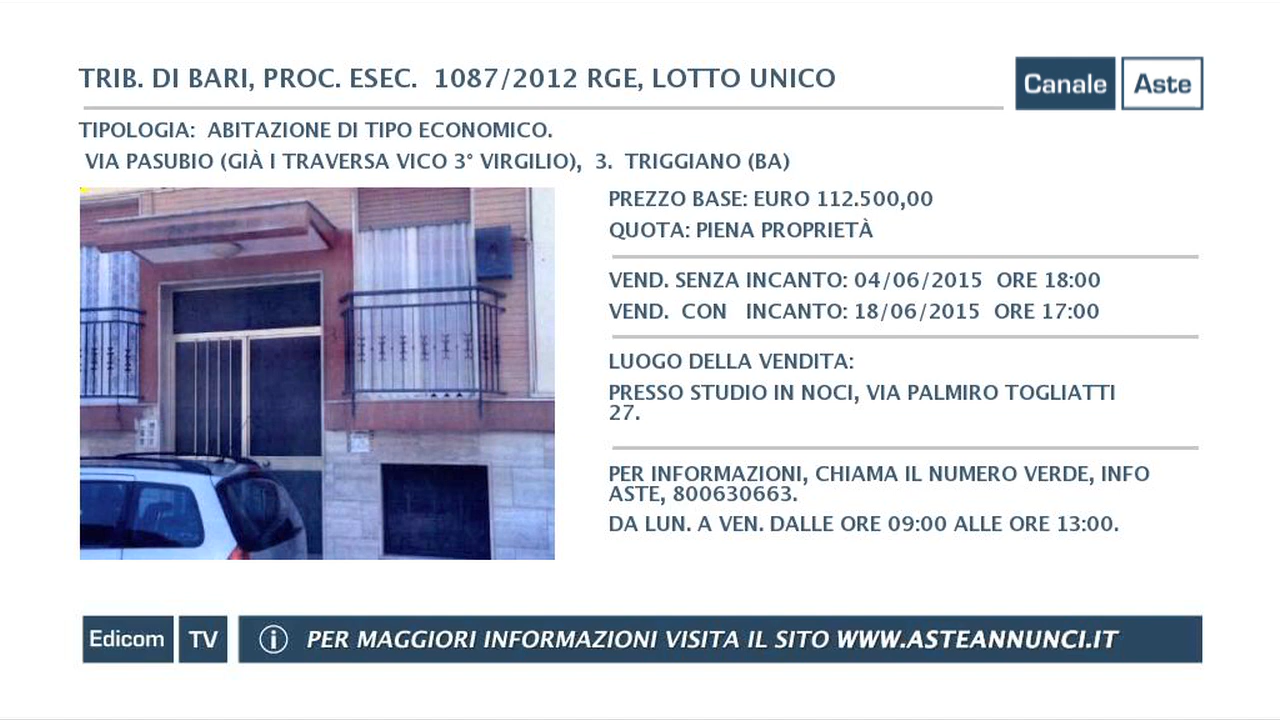 TRIB. DI BARI, PROC. ESEC. 1087/2012 RGE, LOTTO UNICO
Canale Aste
TIPOLOGIA: ABITAZIONE DI TIPO ECONOMICO.
VIA PASUBIO (GIÀ I TRAVERSA VICO 3° VIRGILIO), 3. TRIGGIANO (BA)
PREZZO BASE: EURO 112.500,00
QUOTA: PIENA PROPRIETÀ
VEND. SENZA INCANTO: 04/06/2015 ORE 18:00
VEND. CON INCANTO: 18/06/2015 ORE 17:00
LUOGO DELLA VENDITA:
PRESSO STUDIO IN NOCI, VIA PALMIRO TOGLIATTI
27.
PER INFORMAZIONI, CHIAMA IL NUMERO VERDE, INFO
ASTE, 800630663.
DA LUN. A VEN. DALLE ORE 09:00 ALLE ORE 13:00.
Edicom TV
PER MAGGIORI INFORMAZIONI VISITA IL SITO WWW.ASTEANNUNCI.IT